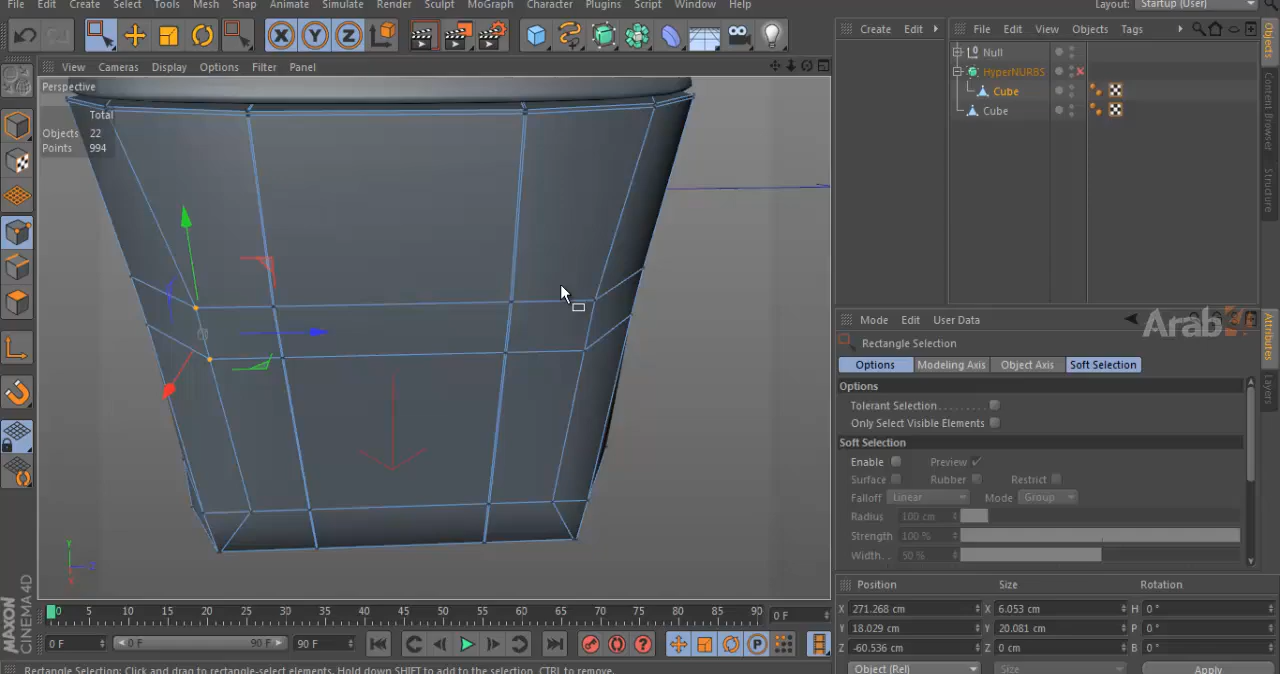 File Edit Create Select Tools Mesh Snap Animate Simulate Render Sculpt MoGraph Character Plugins Script Window Help
Layout: Startup (User)
View Cameras Display Options Filter Panel
Perspective
Total
Objects 22
Points 994
Create Edit
File Edit View Objects Tags
Null
HyperNURBS
Cube
Cube
Objects
Content Browser
Structure
Mode Edit User Data
Arab
Rectangle Selection
Options Modeling Axis Object Axis Soft Selection
Options
Tolerant Selection
Only Select Visible Elements
Soft Selection
Enable Preview
Surface Rubber Restrict
Falloff Linear Mode Group
Radius 100 cm
Strength 100 %
Width 50 %
Attributes
Layers
Y
Z
X
0 5 10 15 20 25 30 35 40 45 50 55 60 65 70 75 80 85 90
0 F
0 F 0 F 90 F 90 F
Position Size Rotation
X 271.268 cm X 6.053 cm H 0 °
Y 18.029 cm Y 20.081 cm P 0 °
Z -60.536 cm Z 0 cm B 0 °
Object (Rel) Size Apply
MAXON
CINEMA 4D
Rectangle Selection: Click and drag to rectangle-select elements. Hold down SHIFT to add to the selection, CTRL to remove.